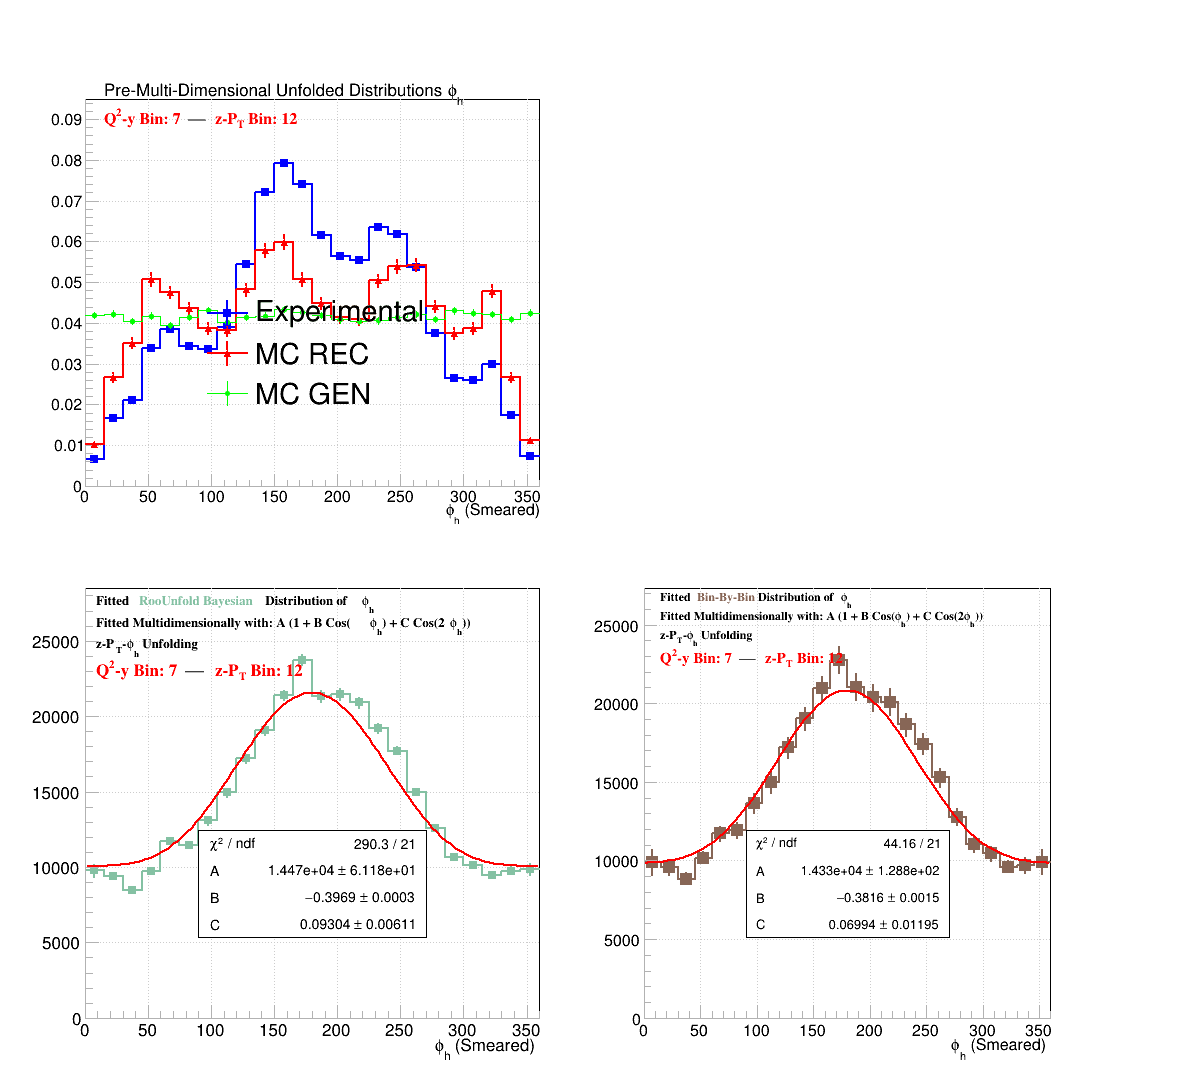 Pre-Multi-Dimensional Unfolded Distributions ϕh
Q²-y Bin: 7 — z-PT Bin: 12
0.09
0.08
0.07
0.06
0.05
0.04
0.03
0.02
0.01
0
Experimental
MC REC
MC GEN
0 50 100 150 200 250 300 350
ϕh (Smeared)
Fitted RooUnfold Bayesian Distribution of ϕh
Fitted Multidimensionally with: A (1 + B Cos( ϕh) + C Cos(2 ϕh))
z-PT-ϕh Unfolding
Q²-y Bin: 7 — z-PT Bin: 12
25000
20000
15000
10000
5000
0
χ² / ndf 290.3 / 21
A 1.447e+04 ± 6.118e+01
B −0.3969 ± 0.0003
C 0.09304 ± 0.00611
0 50 100 150 200 250 300 350
ϕh (Smeared)
Fitted Bin-By-Bin Distribution of ϕh
Fitted Multidimensionally with: A (1 + B Cos(ϕh) + C Cos(2ϕh))
z-PT-ϕh Unfolding
Q²-y Bin: 7 — z-PT Bin: 12
25000
20000
15000
10000
5000
0
χ² / ndf 44.16 / 21
A 1.433e+04 ± 1.288e+02
B −0.3816 ± 0.0015
C 0.06994 ± 0.01195
0 50 100 150 200 250 300 350
ϕh (Smeared)